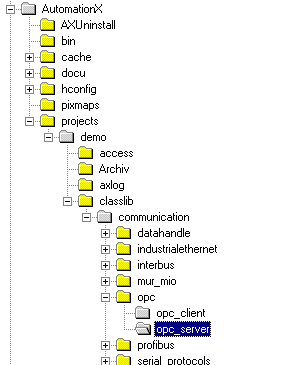 AutomationX
AXUninstall
bin
cache
docu
hconfig
pixmaps
projects
demo
access
Archiv
axlog
classlib
communication
datahandle
industrialethernet
interbus
mur_mio
opc
opc_client
opc_server
profibus
serial_protocols